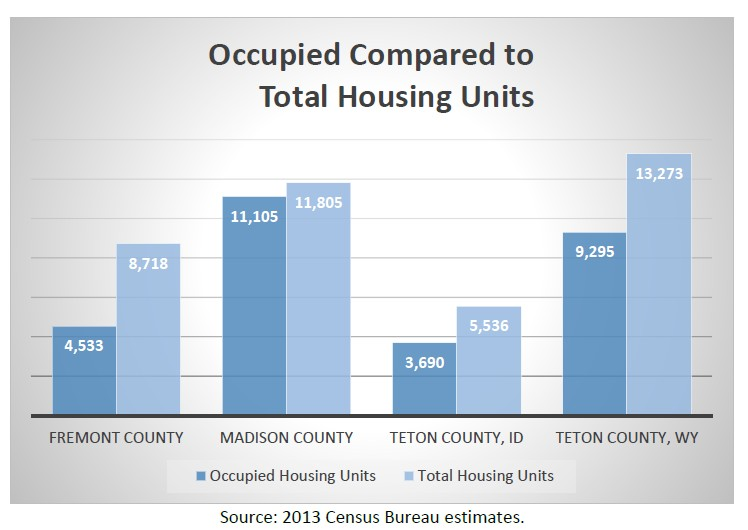 Occupied Compared to
Total Housing Units
13,273
11,105
11,805
9,295
8,718
5,536
4,533
3,690
FREMONT COUNTY
MADISON COUNTY
TETON COUNTY, ID
TETON COUNTY, WY
Occupied Housing Units
Total Housing Units
Source: 2013 Census Bureau estimates.